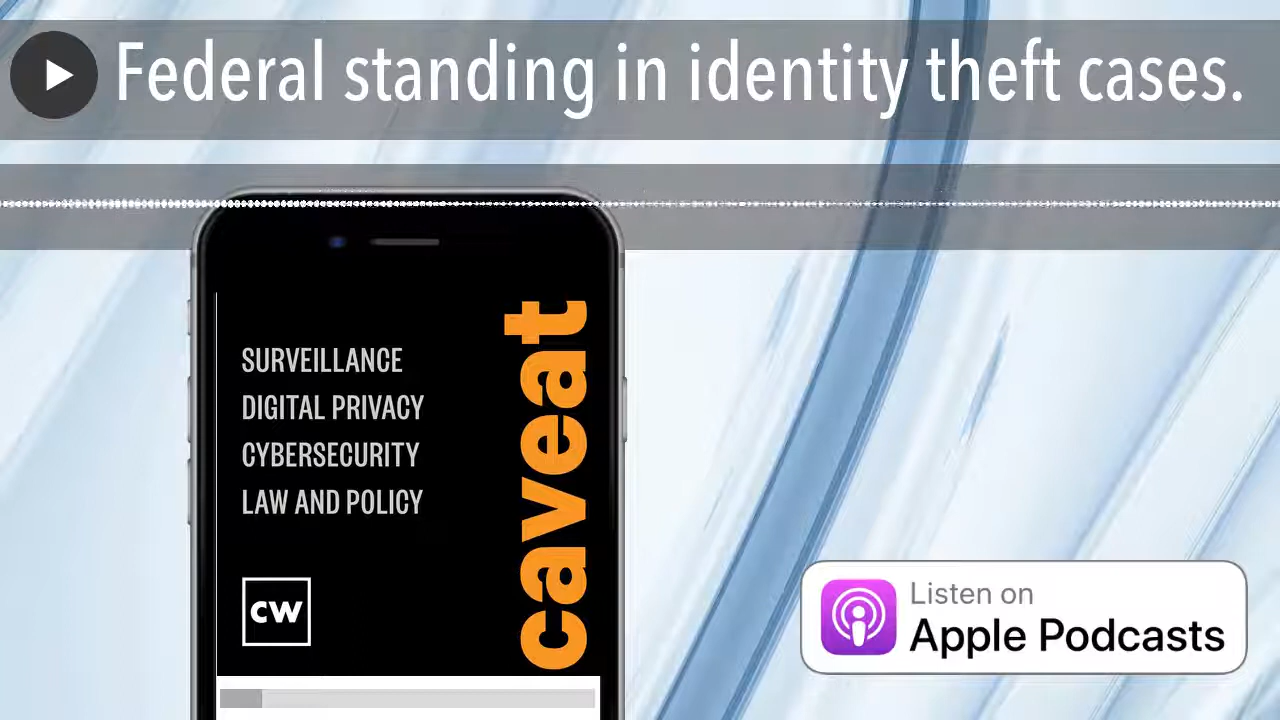 Federal standing in identity theft cases.
SURVEILLANCE
DIGITAL PRIVACY
CYBERSECURITY
LAW AND POLICY
caveat
CW
Listen on
Apple Podcasts